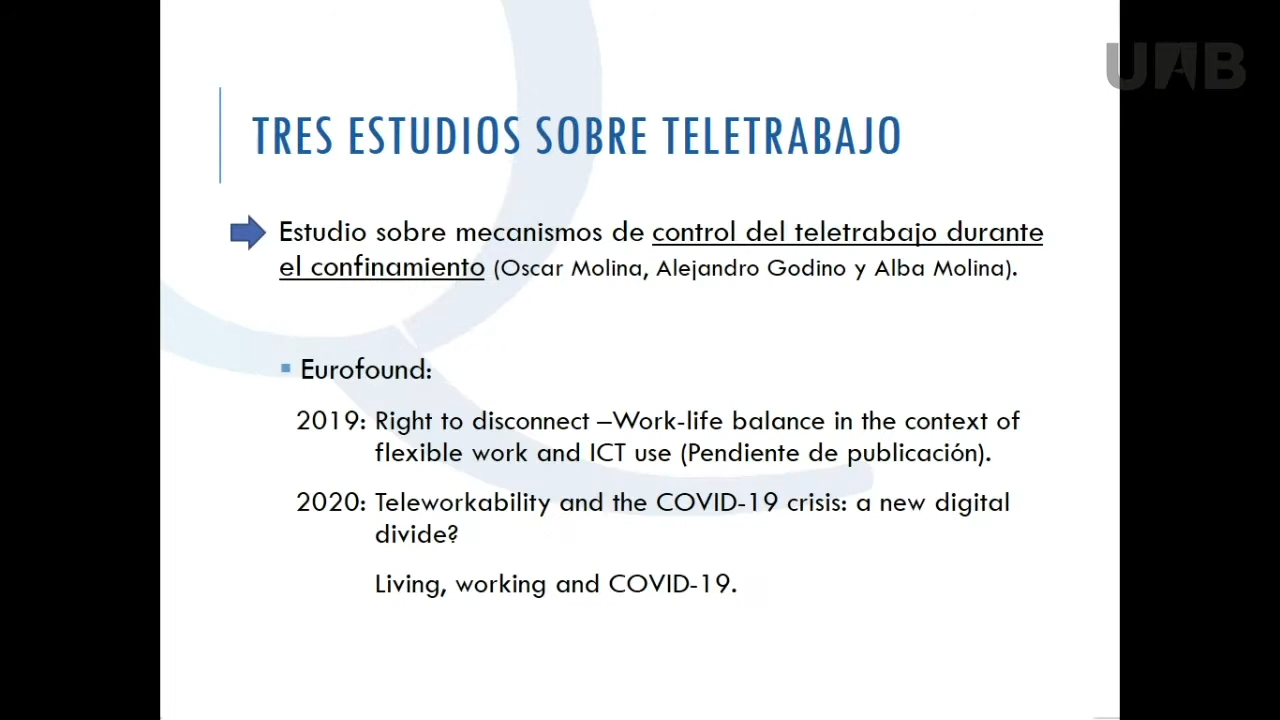 UAB
TRES ESTUDIOS SOBRE TELETRABAJO
Estudio sobre mecanismos de control del teletrabajo durante
el confinamiento (Oscar Molina, Alejandro Godino y Alba Molina).
Eurofound:
2019: Right to disconnect –Work-life balance in the context of
flexible work and ICT use (Pendiente de publicación).
2020: Teleworkability and the COVID-19 crisis: a new digital
divide?
Living, working and COVID-19.